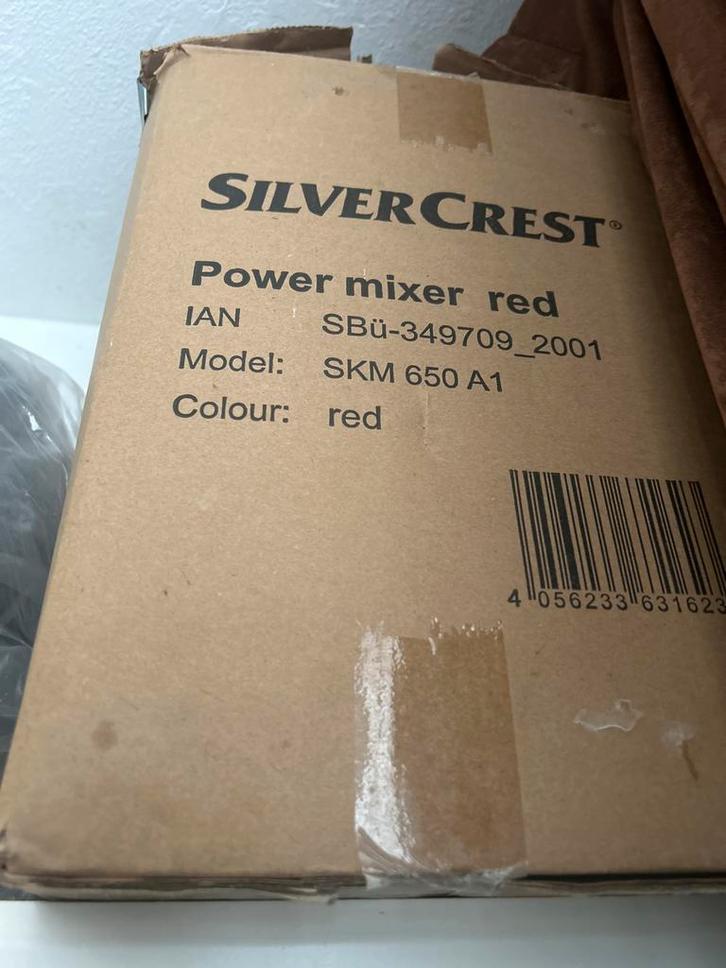 SILVERCREST®
Power mixer red
IAN SBü-349709_2001
Model: SKM 650 A1
Colour: red
4 056233 631623